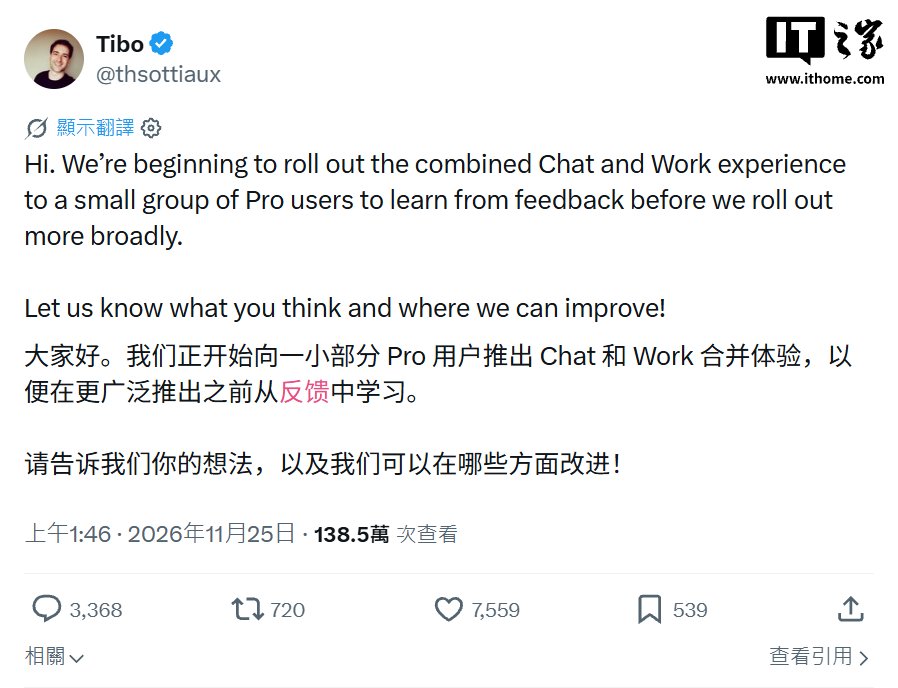 Tibo
@thsottiaux
IT之家
www.ithome.com
顯示翻譯
Hi. We’re beginning to roll out the combined Chat and Work experience
to a small group of Pro users to learn from feedback before we roll out
more broadly.
Let us know what you think and where we can improve!
大家好。我们正开始向一小部分 Pro 用户推出 Chat 和 Work 合并体验，以
便在更广泛推出之前从反馈中学习。
请告诉我们你的想法，以及我们可以在哪些方面改进！
上午1:46 · 2026年11月25日 · 138.5萬 次查看
3,368 720 7,559 539
相關 查看引用